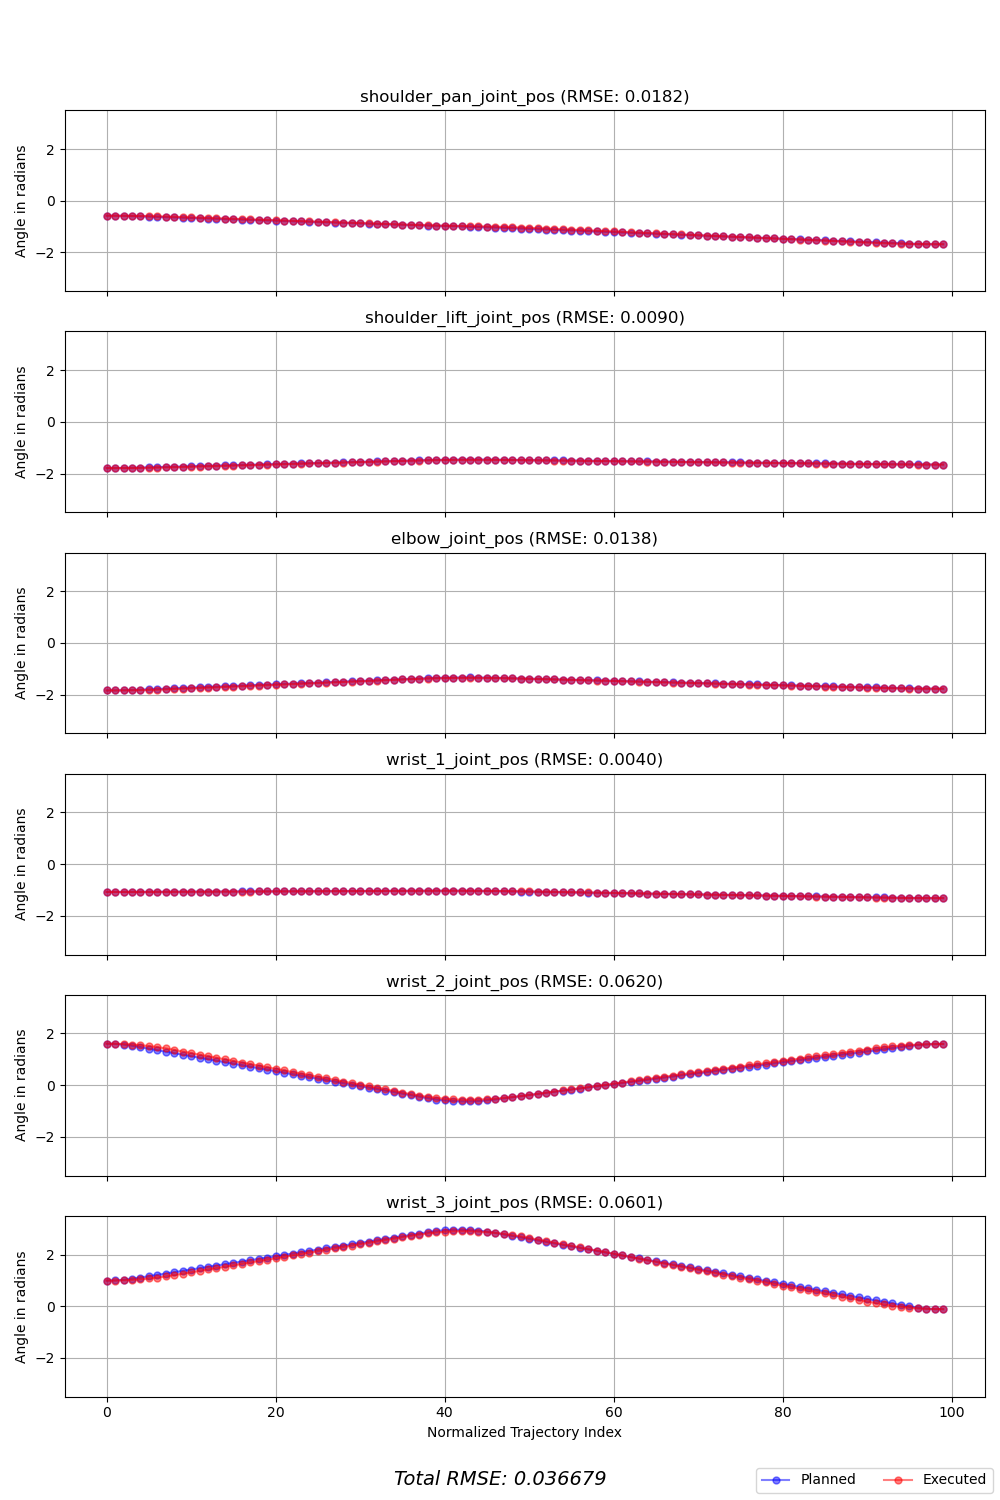 shoulder_pan_joint_pos (RMSE: 0.0182)
Angle in radians
2
0
−2
shoulder_lift_joint_pos (RMSE: 0.0090)
Angle in radians
2
0
−2
elbow_joint_pos (RMSE: 0.0138)
Angle in radians
2
0
−2
wrist_1_joint_pos (RMSE: 0.0040)
Angle in radians
2
0
−2
wrist_2_joint_pos (RMSE: 0.0620)
Angle in radians
2
0
−2
wrist_3_joint_pos (RMSE: 0.0601)
Angle in radians
2
0
−2
0 20 40 60 80 100
Normalized Trajectory Index
Total RMSE: 0.036679
Planned Executed